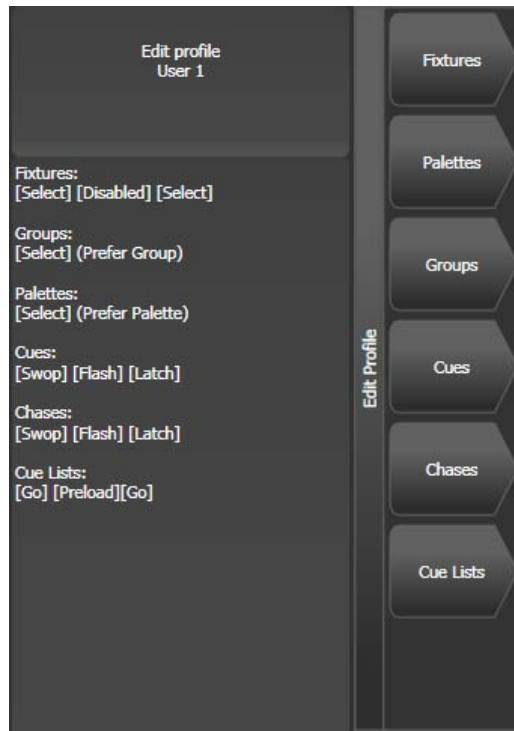 Edit profile
User 1
Fixtures:
[Select] [Disabled] [Select]
Groups:
[Select] (Prefer Group)
Palettes:
[Select] (Prefer Palette)
Cues:
[Swop] [Flash] [Latch]
Chases:
[Swop] [Flash] [Latch]
Cue Lists:
[Go] [Preload][Go]
Edit Profile
Fixtures
Palettes
Groups
Cues
Chases
Cue Lists